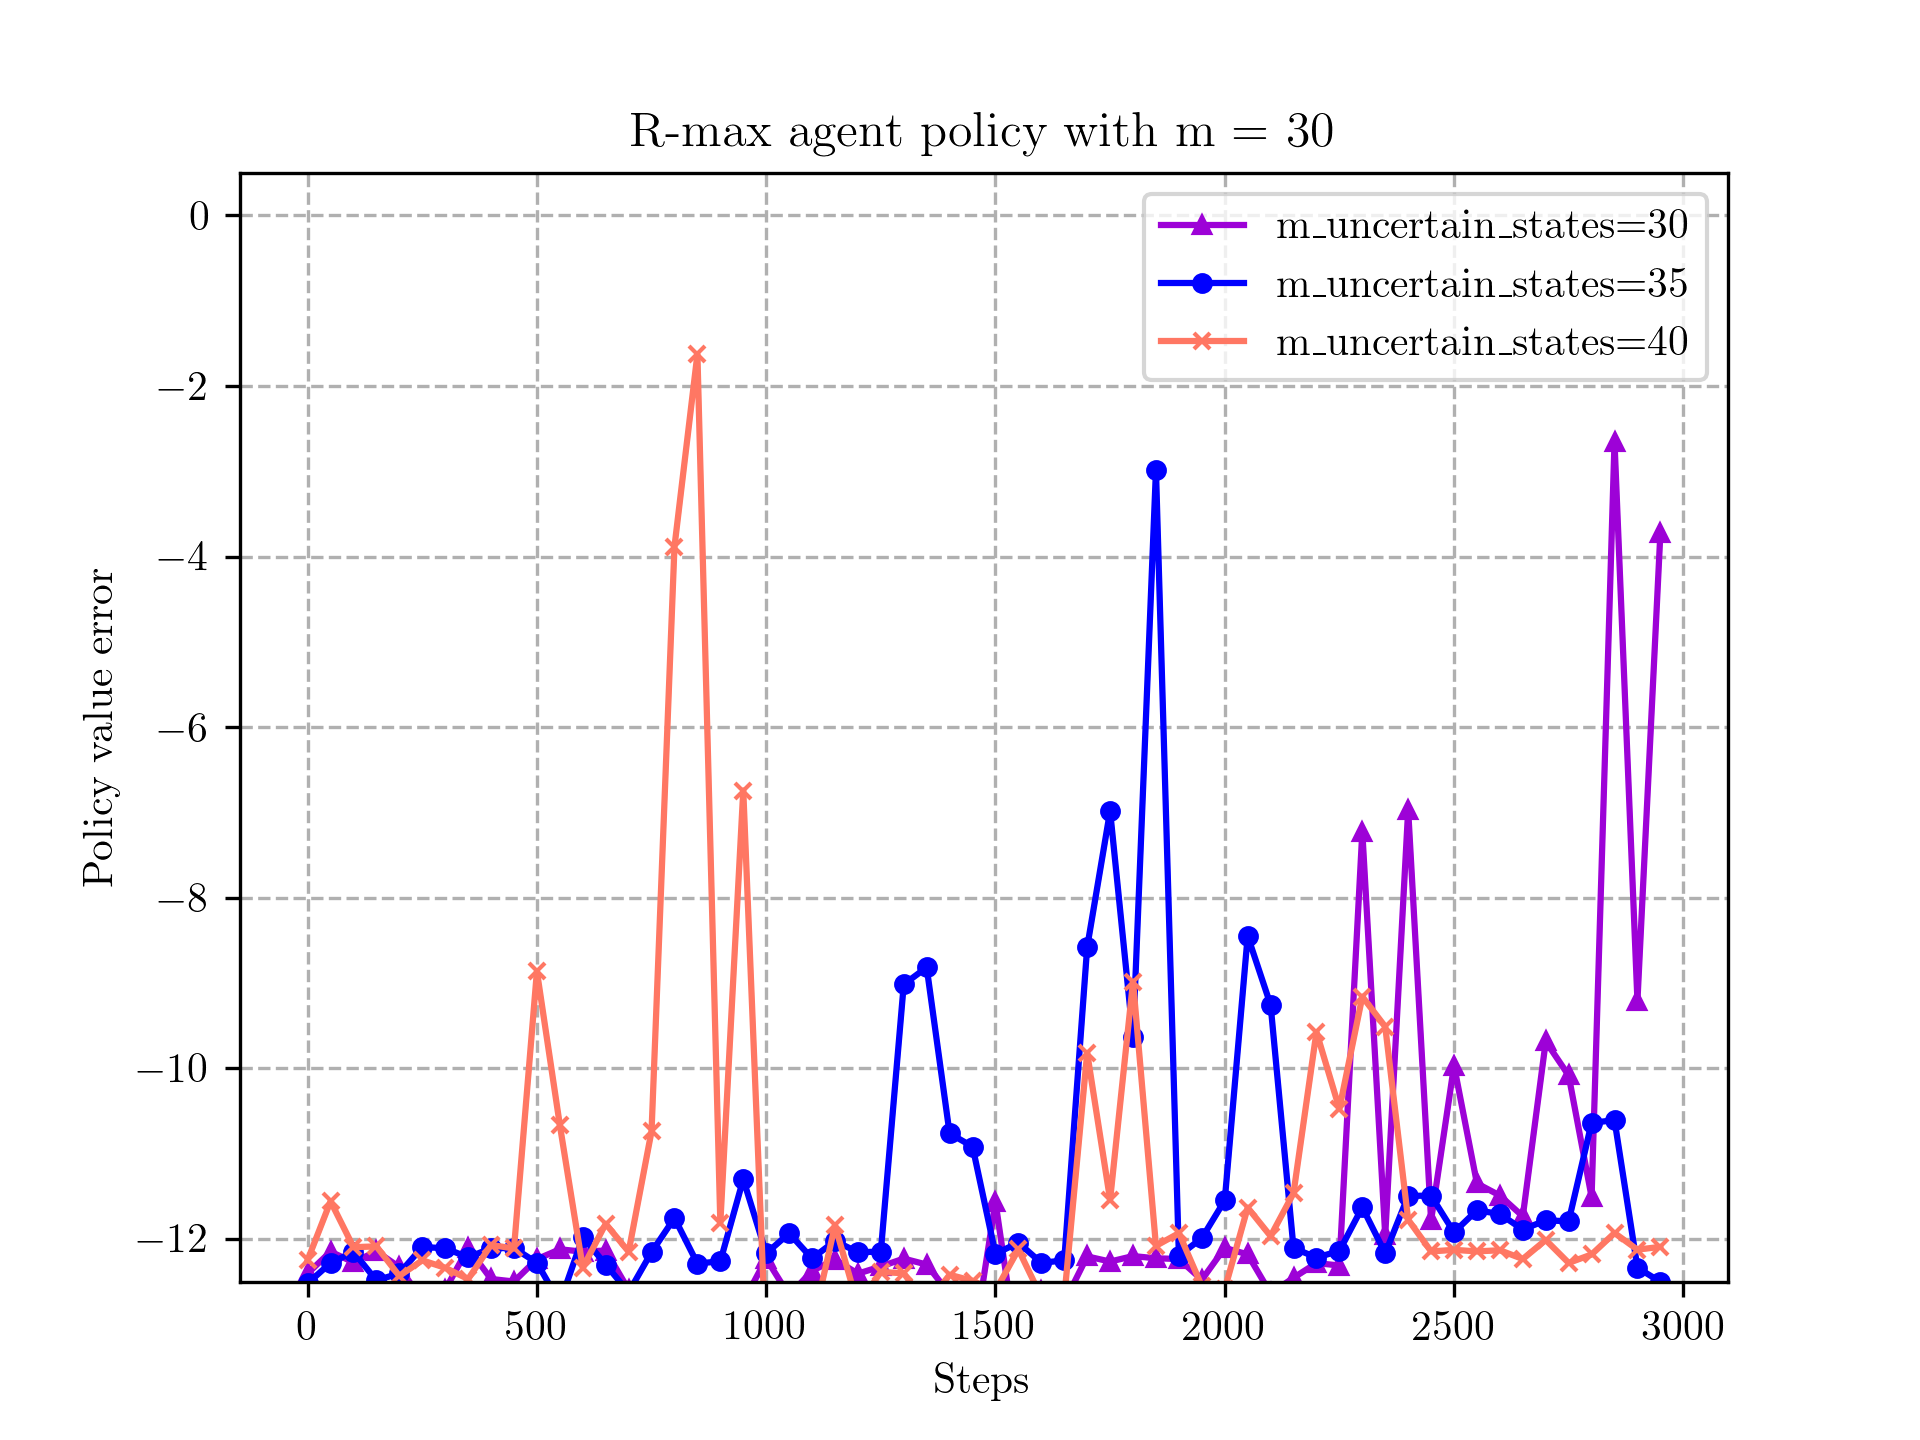 R-max agent policy with m = 30
m_uncertain_states=30
m_uncertain_states=35
m_uncertain_states=40
Policy value error
0
−2
−4
−6
−8
−10
−12
0 500 1000 1500 2000 2500 3000
Steps